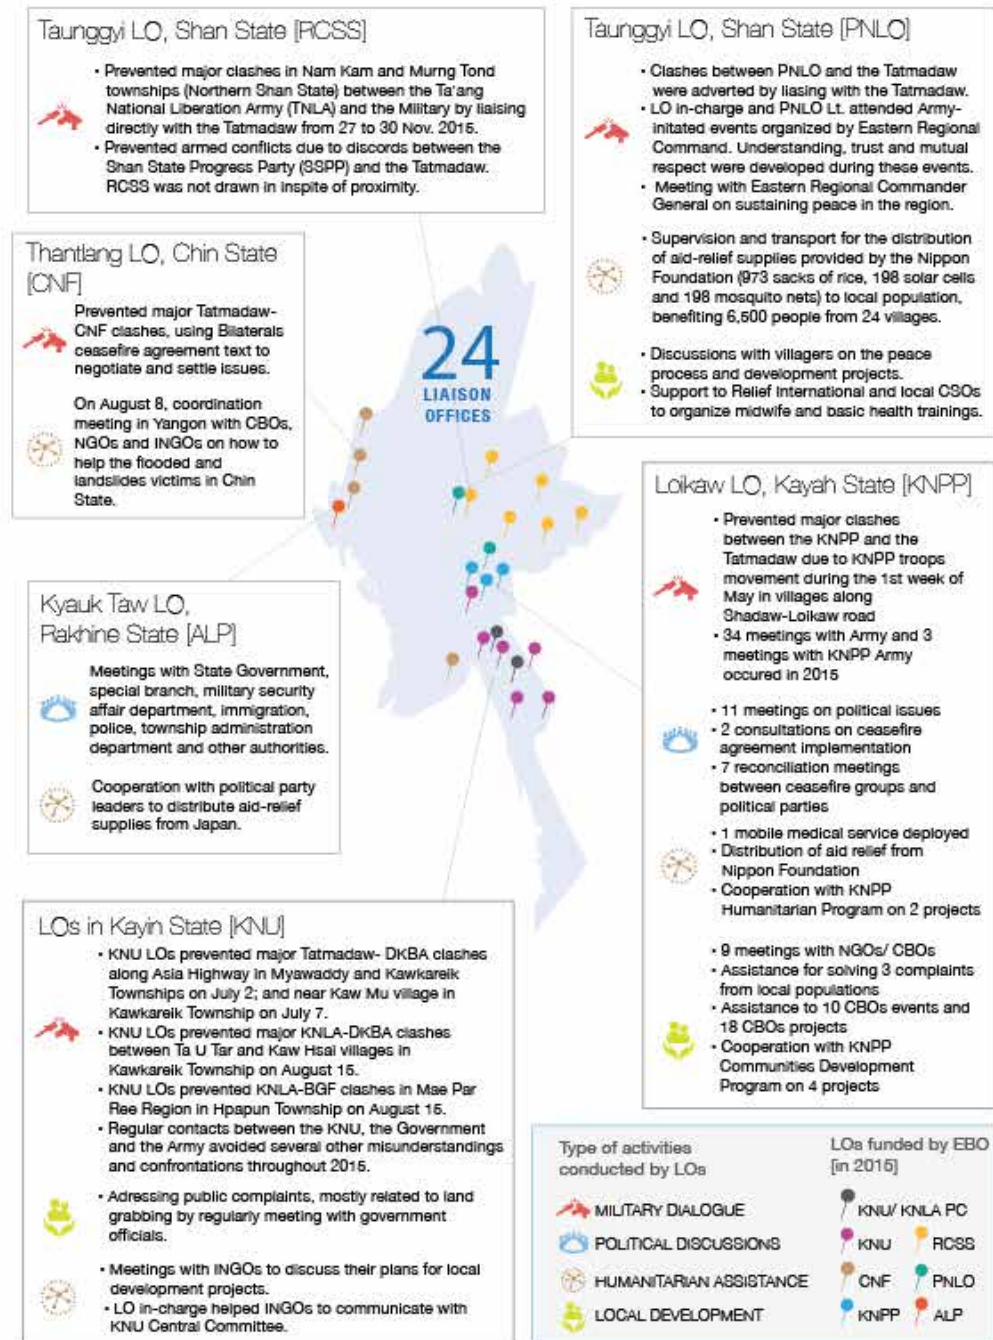 Taunggyi LO, Shan State [RCSS]
• Prevented major clashes in Nam Kam and Murng Tond
townships (Northern Shan State) between the Ta'ang
National Liberation Army (TNLA) and the Military by liaising
directly with the Tatmadaw from 27 to 30 Nov. 2015.
• Prevented armed conflicts due to discords between the
Shan State Progress Party (SSPP) and the Tatmadaw.
RCSS was not drawn in inspite of proximity.
Taunggyi LO, Shan State [PNLO]
• Clashes between PNLO and the Tatmadaw
were adverted by liasing with the Tatmadaw.
• LO in-charge and PNLO Lt. attended Army-
initated events organized by Eastern Regional
Command. Understanding, trust and mutual
respect were developed during these events.
• Meeting with Eastern Regional Commander
General on sustaining peace in the region.
• Supervision and transport for the distribution
of aid-relief supplies provided by the Nippon
Foundation (973 sacks of rice, 198 solar cells
and 198 mosquito nets) to local population,
benefiting 6,500 people from 24 villages.
• Discussions with villagers on the peace
process and development projects.
• Support to Relief International and local CSOs
to organize midwife and basic health trainings.
Thantlang LO, Chin State
[CNF]
Prevented major Tatmadaw-
CNF clashes, using Bilaterals
ceasefire agreement text to
negotiate and settle issues.
On August 8, coordination
meeting in Yangon with CBOs,
NGOs and INGOs on how to
help the flooded and
landslides victims in Chin
State.
24
LIAISON
OFFICES
Loikaw LO, Kayah State [KNPP]
• Prevented major clashes
between the KNPP and the
Tatmadaw due to KNPP troops
movement during the 1st week of
May in villages along
Shadaw-Loikaw road
• 34 meetings with Army and 3
meetings with KNPP Army
occured in 2015
• 11 meetings on political issues
• 2 consultations on ceasefire
agreement implementation
• 7 reconciliation meetings
between ceasefire groups and
political parties
• 1 mobile medical service deployed
• Distribution of aid relief from
Nippon Foundation
• Cooperation with KNPP
Humanitarian Program on 2 projects
• 9 meetings with NGOs/ CBOs
• Assistance for solving 3 complaints
from local populations
• Assistance to 10 CBOs events and
18 CBOs projects
• Cooperation with KNPP
Communities Development
Program on 4 projects
Kyauk Taw LO,
Rakhine State [ALP]
Meetings with State Government,
special branch, military security
affair department, immigration,
police, township administration
department and other authorities.
Cooperation with political party
leaders to distribute aid-relief
supplies from Japan.
LOs in Kayin State [KNU]
• KNU LOs prevented major Tatmadaw- DKBA clashes
along Asia Highway in Myawaddy and Kawkareik
Townships on July 2; and near Kaw Mu village in
Kawkareik Township on July 7.
• KNU LOs prevented major KNLA-DKBA clashes
between Ta U Tar and Kaw Hsai villages in
Kawkareik Township on August 15.
• KNU LOs prevented KNLA-BGF clashes in Mae Par
Ree Region in Hpapun Township on August 15.
• Regular contacts between the KNU, the Government
and the Army avoided several other misunderstandings
and confrontations throughout 2015.
• Adressing public complaints, mostly related to land
grabbing by regularly meeting with government
officials.
• Meetings with INGOs to discuss their plans for local
development projects.
• LO in-charge helped INGOs to communicate with
KNU Central Committee.
Type of activities
conducted by LOs
MILITARY DIALOGUE
POLITICAL DISCUSSIONS
HUMANITARIAN ASSISTANCE
LOCAL DEVELOPMENT
LOs funded by EBO
[in 2015]
KNU/ KNLA PC
KNU RCSS
CNF PNLO
KNPP ALP